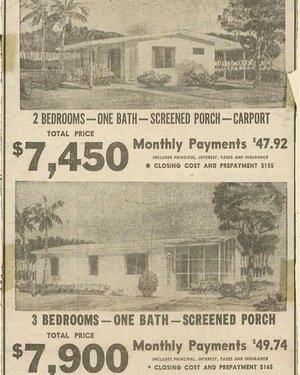 2 BEDROOMS—ONE BATH—SCREENED PORCH—CARPORT
TOTAL PRICE
$7,450
Monthly Payments $47.92
INCLUDES PRINCIPAL, INTEREST, TAXES AND INSURANCE
• CLOSING COST AND PREPAYMENT $155
3 BEDROOMS—ONE BATH—SCREENED PORCH
TOTAL PRICE
$7,900
Monthly Payments $49.74
INCLUDES PRINCIPAL, INTEREST, TAXES AND INSURANCE
• CLOSING COST AND PREPAYMENT $165